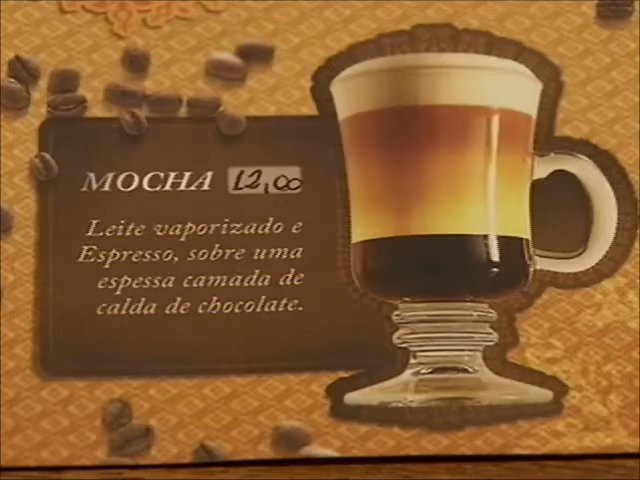 MOCHA 12,00
Leite vaporizado e
Espresso, sobre uma
espessa camada de
calda de chocolate.